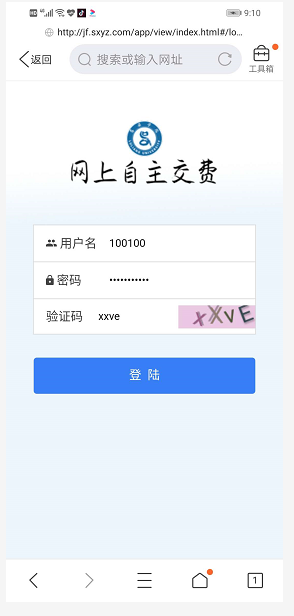 9:10
http://jf.sxyz.com/app/view/index.html#/lo...
返回
搜索或输入网址
工具箱
网上自主交费
用户名 100100
密码 •••••••••••
验证码 xxve
xXvE
登 陆
1